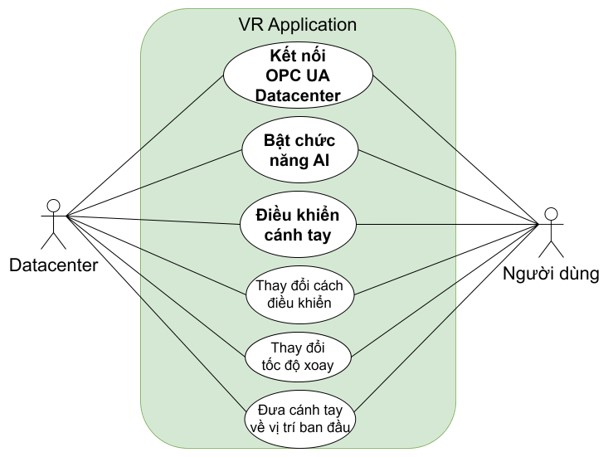 VR Application
Kết nối
OPC UA
Datacenter
Bật chức
năng AI
Điều khiển
cánh tay
Thay đổi cách
điều khiển
Thay đổi
tốc độ xoay
Đưa cánh tay
về vị trí ban đầu
Datacenter
Người dùng